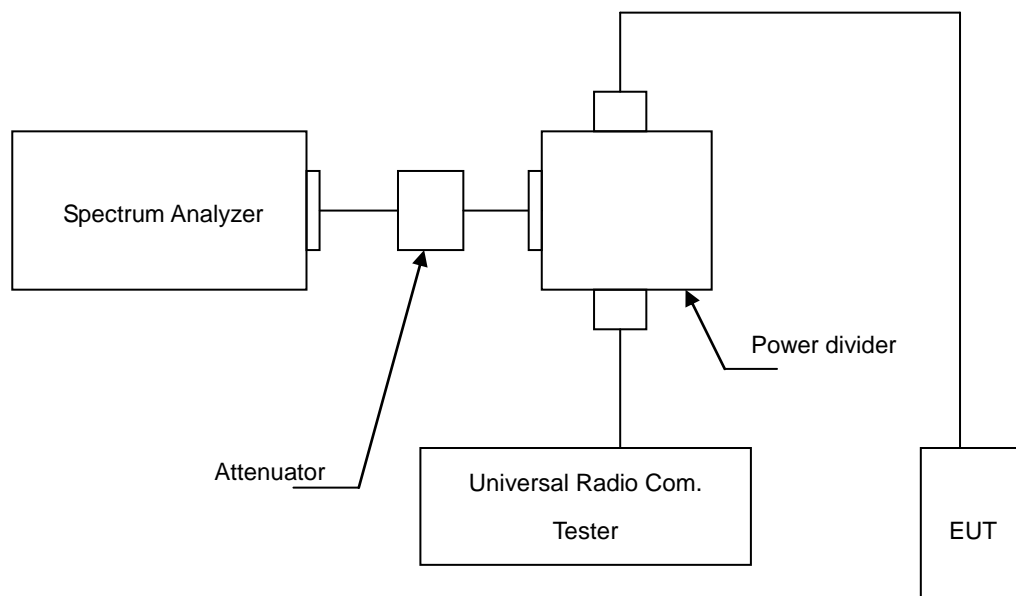 Spectrum Analyzer
Power divider
Attenuator
Universal Radio Com.
Tester
EUT